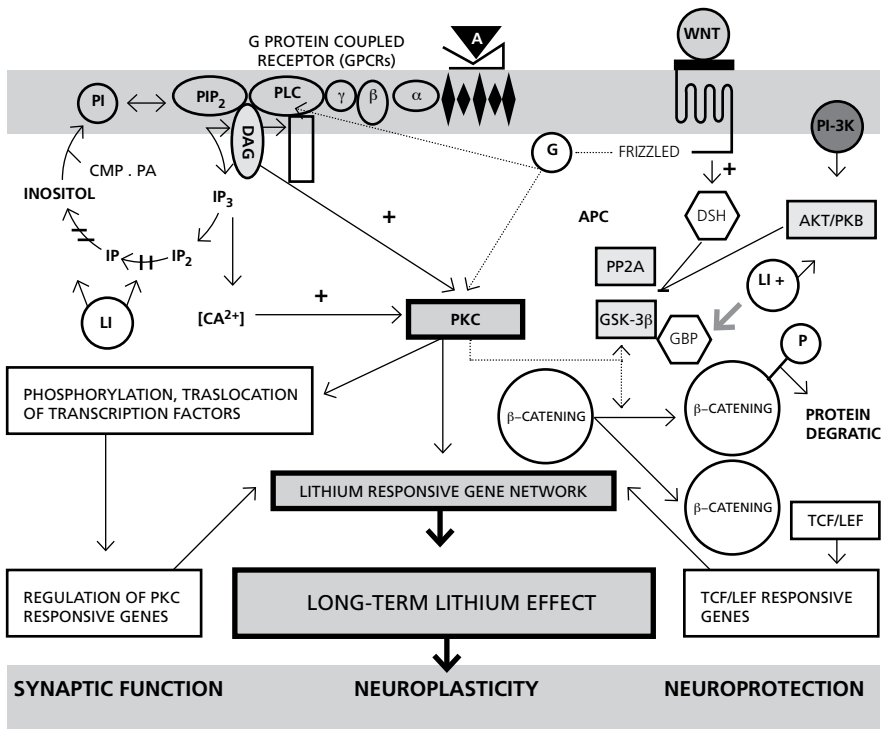 G PROTEIN COUPLED
RECEPTOR (GPCRs)
A
WNT
PI
PIP2
PLC
γ
β
α
DAG
PI-3K
G
FRIZZLED
+
CMP . PA
INOSITOL
IP3
+
APC
DSH
AKT/PKB
IP
IP2
PP2A
LI +
LI
[CA2+]
+
PKC
GSK-3β
GBP
P
PHOSPHORYLATION, TRASLOCATION
OF TRANSCRIPTION FACTORS
β–CATENING
β–CATENING
PROTEIN
DEGRATIC
LITHIUM RESPONSIVE GENE NETWORK
β–CATENING
TCF/LEF
REGULATION OF PKC
RESPONSIVE GENES
LONG-TERM LITHIUM EFFECT
TCF/LEF RESPONSIVE
GENES
SYNAPTIC FUNCTION
NEUROPLASTICITY
NEUROPROTECTION